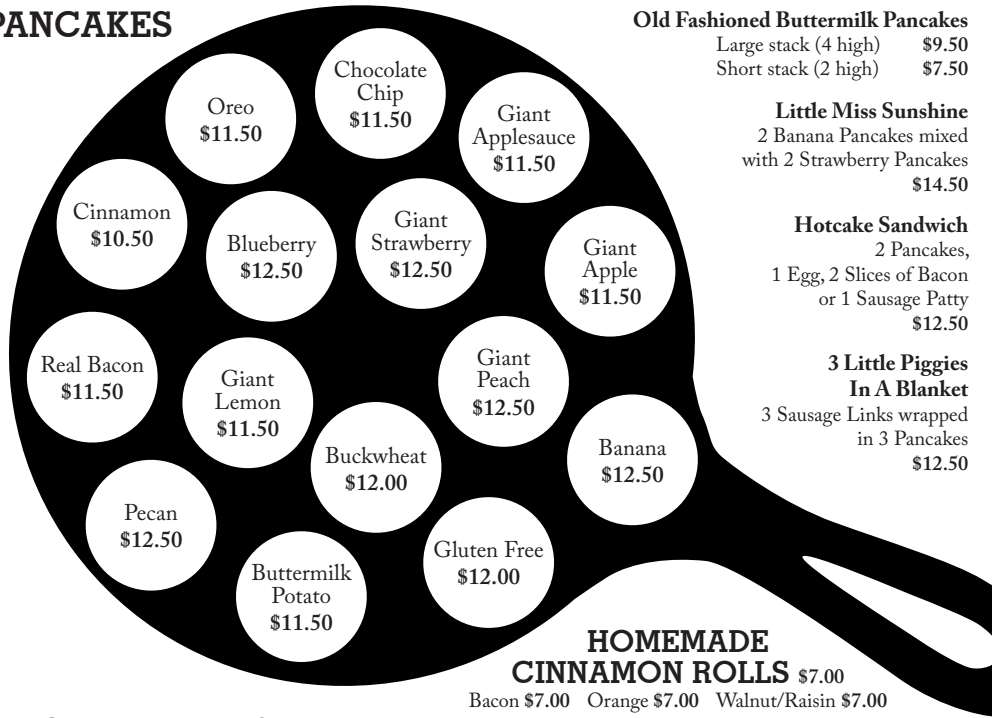 PANCAKES
Oreo
$11.50
Chocolate
Chip
$11.50
Giant
Applesauce
$11.50
Cinnamon
$10.50
Blueberry
$12.50
Giant
Strawberry
$12.50
Giant
Apple
$11.50
Real Bacon
$11.50
Giant
Lemon
$11.50
Giant
Peach
$12.50
Buckwheat
$12.00
Banana
$12.50
Pecan
$12.50
Buttermilk
Potato
$11.50
Gluten Free
$12.00
Old Fashioned Buttermilk Pancakes
Large stack (4 high) $9.50
Short stack (2 high) $7.50
Little Miss Sunshine
2 Banana Pancakes mixed
with 2 Strawberry Pancakes
$14.50
Hotcake Sandwich
2 Pancakes,
1 Egg, 2 Slices of Bacon
or 1 Sausage Patty
$12.50
3 Little Piggies
In A Blanket
3 Sausage Links wrapped
in 3 Pancakes
$12.50
HOMEMADE
CINNAMON ROLLS $7.00
Bacon $7.00 Orange $7.00 Walnut/Raisin $7.00